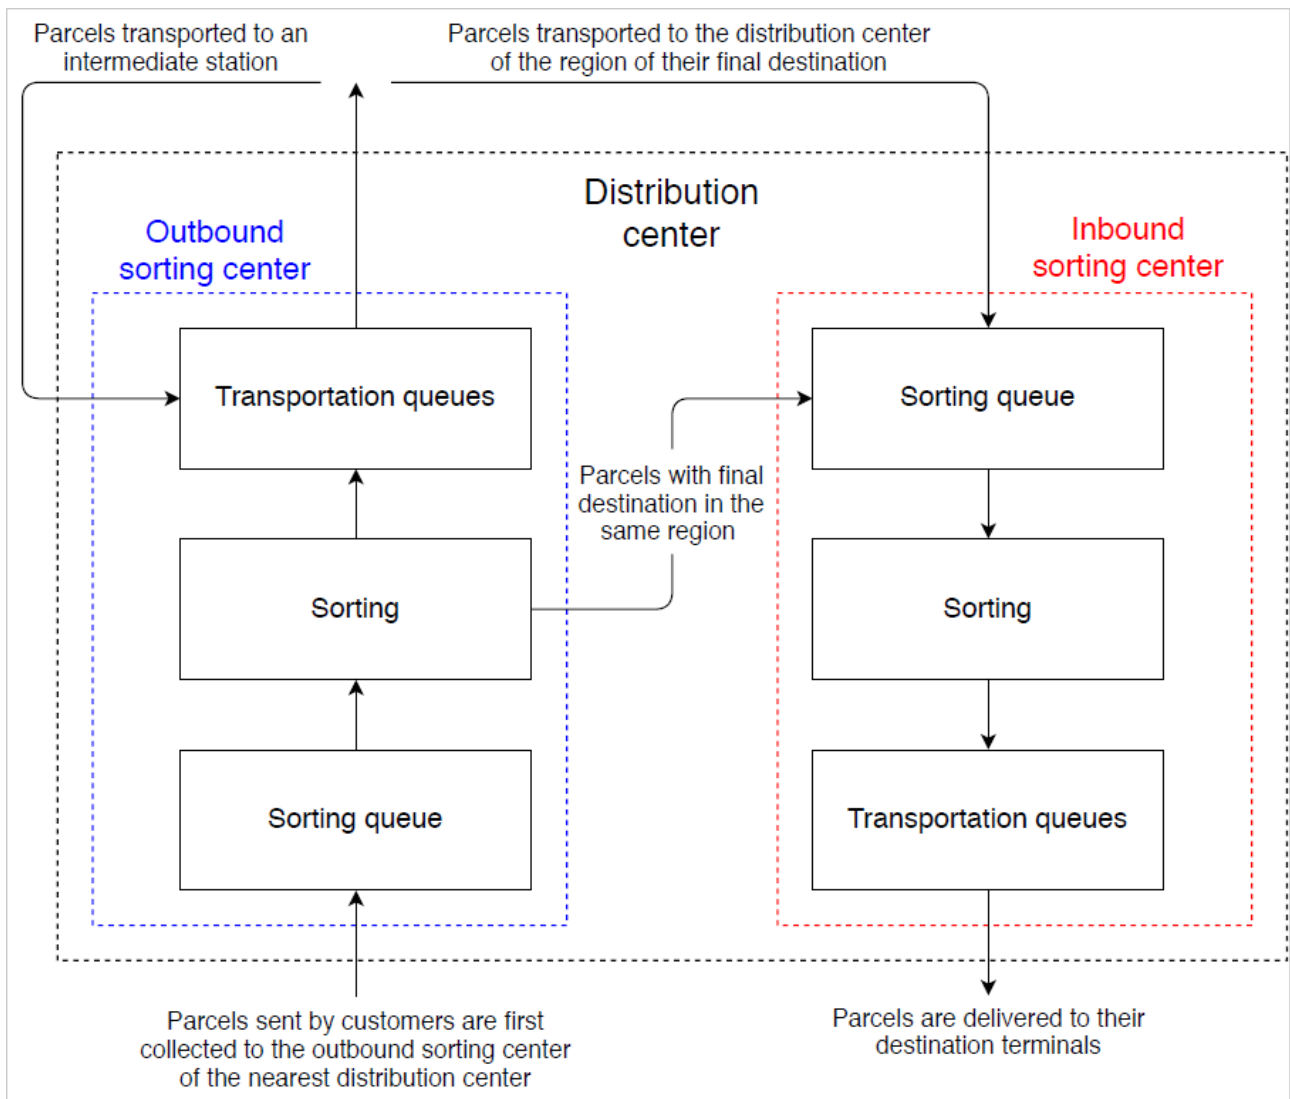 Parcels transported to an
intermediate station
Parcels transported to the distribution center
of the region of their final destination
Distribution
center
Outbound
sorting center
Inbound
sorting center
Transportation queues
Sorting queue
Parcels with final
destination in the
same region
Sorting
Sorting
Sorting queue
Transportation queues
Parcels sent by customers are first
collected to the outbound sorting center
of the nearest distribution center
Parcels are delivered to their
destination terminals